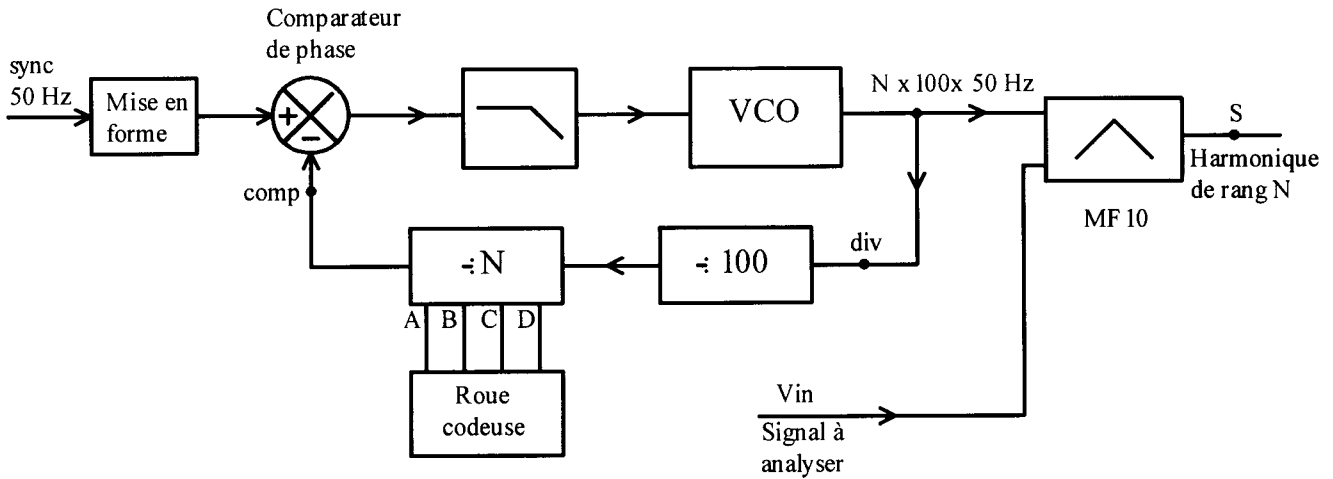 Comparateur
de phase
sync
50 Hz
Mise en
forme
+
-
VCO
N x 100x 50 Hz
S
Harmonique
de rang N
MF 10
comp
÷ N
÷ 100
div
A B C D
Roue
codeuse
Vin
Signal à
analyser